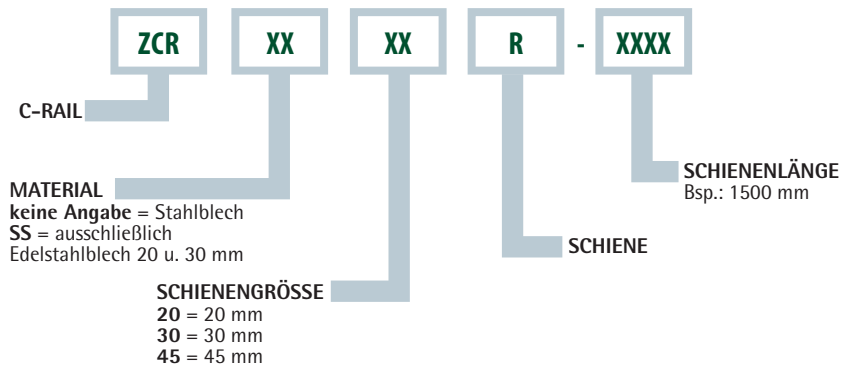 ZCR XX XX R - XXXX
C-RAIL
MATERIAL
keine Angabe = Stahlblech
SS = ausschließlich
Edelstahlblech 20 u. 30 mm
SCHIENENGRÖSSE
20 = 20 mm
30 = 30 mm
45 = 45 mm
SCHIENE
SCHIENENLÄNGE
Bsp.: 1500 mm